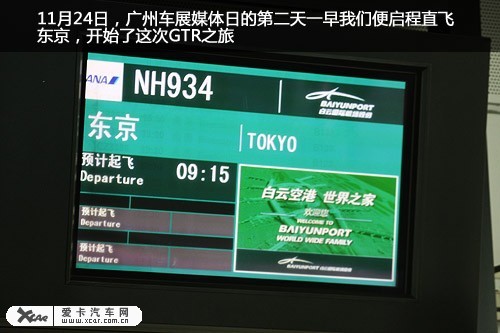 11月24日，广州车展媒体日的第二天一早我们便启程直飞
东京，开始了这次GTR之旅
ANA NH934
BAIYUNPORT
东京
TOKYO
预计起飞
Departure 09:15
白云空港 世界之家
欢迎您
WELCOME TO
BAIYUNPORT
WORLD WIDE FAMILY
BAIYUNPORT
预计起飞
Departure
预计起飞
Departure
XCAR 爱卡汽车网
www.xcar.com.cn